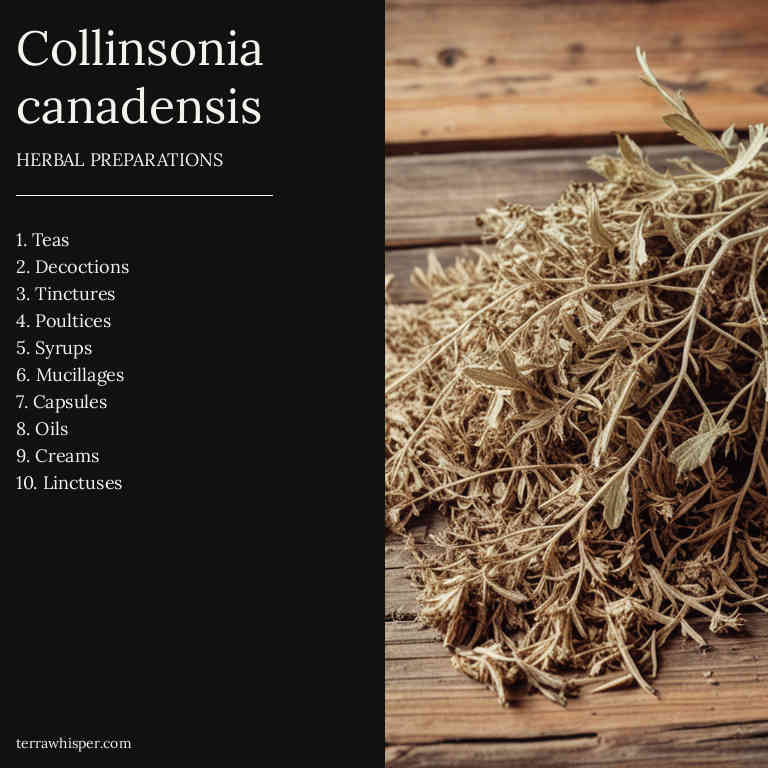 Collinsonia
canadensis
HERBAL PREPARATIONS
1. Teas
2. Decoctions
3. Tinctures
4. Poultices
5. Syrups
6. Mucillages
7. Capsules
8. Oils
9. Creams
10. Linctuses
terrawhisper.com